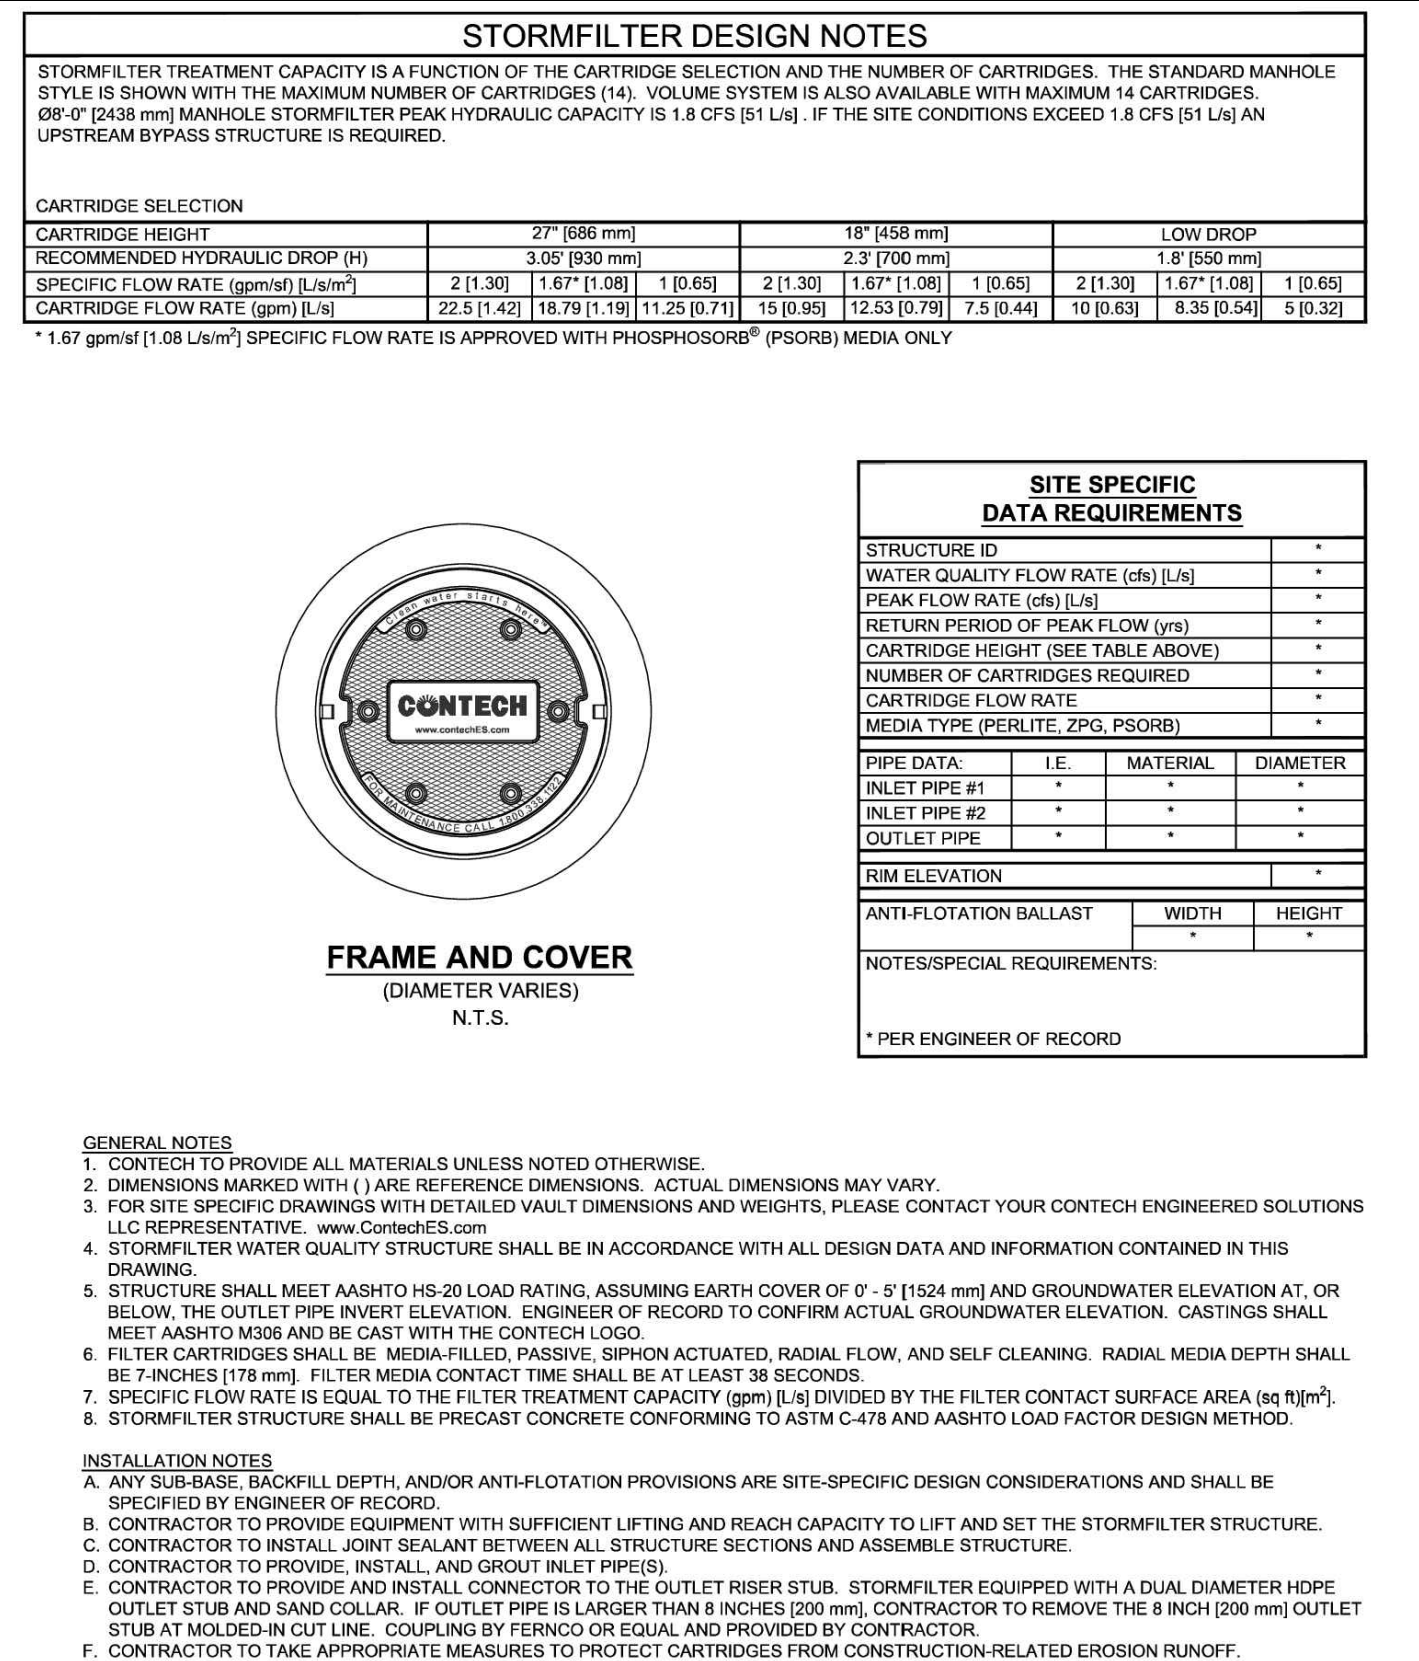 STORMFILTER DESIGN NOTES
STORMFILTER TREATMENT CAPACITY IS A FUNCTION OF THE CARTRIDGE SELECTION AND THE NUMBER OF CARTRIDGES. THE STANDARD MANHOLE
STYLE IS SHOWN WITH THE MAXIMUM NUMBER OF CARTRIDGES (14). VOLUME SYSTEM IS ALSO AVAILABLE WITH MAXIMUM 14 CARTRIDGES.
Ø8'-0" [2438 mm] MANHOLE STORMFILTER PEAK HYDRAULIC CAPACITY IS 1.8 CFS [51 L/s] . IF THE SITE CONDITIONS EXCEED 1.8 CFS [51 L/s] AN
UPSTREAM BYPASS STRUCTURE IS REQUIRED.
CARTRIDGE SELECTION
CARTRIDGE HEIGHT 27" [686 mm] 18" [458 mm] LOW DROP
RECOMMENDED HYDRAULIC DROP (H) 3.05' [930 mm] 2.3' [700 mm] 1.8' [550 mm]
SPECIFIC FLOW RATE (gpm/sf) [L/s/m²] 2 [1.30] 1.67* [1.08] 1 [0.65] 2 [1.30] 1.67* [1.08] 1 [0.65] 2 [1.30] 1.67* [1.08] 1 [0.65]
CARTRIDGE FLOW RATE (gpm) [L/s] 22.5 [1.42] 18.79 [1.19] 11.25 [0.71] 15 [0.95] 12.53 [0.79] 7.5 [0.44] 10 [0.63] 8.35 [0.54] 5 [0.32]
* 1.67 gpm/sf [1.08 L/s/m²] SPECIFIC FLOW RATE IS APPROVED WITH PHOSPHOSORB® (PSORB) MEDIA ONLY
Clean water starts here™
CONTECH
www.contechES.com
FOR MAINTENANCE CALL 1.800.338.1122
FRAME AND COVER
(DIAMETER VARIES)
N.T.S.
SITE SPECIFIC
DATA REQUIREMENTS
STRUCTURE ID *
WATER QUALITY FLOW RATE (cfs) [L/s] *
PEAK FLOW RATE (cfs) [L/s] *
RETURN PERIOD OF PEAK FLOW (yrs) *
CARTRIDGE HEIGHT (SEE TABLE ABOVE) *
NUMBER OF CARTRIDGES REQUIRED *
CARTRIDGE FLOW RATE *
MEDIA TYPE (PERLITE, ZPG, PSORB) *
PIPE DATA: I.E. MATERIAL DIAMETER
INLET PIPE #1 * * *
INLET PIPE #2 * * *
OUTLET PIPE * * *
RIM ELEVATION *
ANTI-FLOTATION BALLAST WIDTH HEIGHT
* *
NOTES/SPECIAL REQUIREMENTS:
* PER ENGINEER OF RECORD
GENERAL NOTES
1. CONTECH TO PROVIDE ALL MATERIALS UNLESS NOTED OTHERWISE.
2. DIMENSIONS MARKED WITH ( ) ARE REFERENCE DIMENSIONS. ACTUAL DIMENSIONS MAY VARY.
3. FOR SITE SPECIFIC DRAWINGS WITH DETAILED VAULT DIMENSIONS AND WEIGHTS, PLEASE CONTACT YOUR CONTECH ENGINEERED SOLUTIONS
LLC REPRESENTATIVE. www.ContechES.com
4. STORMFILTER WATER QUALITY STRUCTURE SHALL BE IN ACCORDANCE WITH ALL DESIGN DATA AND INFORMATION CONTAINED IN THIS
DRAWING.
5. STRUCTURE SHALL MEET AASHTO HS-20 LOAD RATING, ASSUMING EARTH COVER OF 0' - 5' [1524 mm] AND GROUNDWATER ELEVATION AT, OR
BELOW, THE OUTLET PIPE INVERT ELEVATION. ENGINEER OF RECORD TO CONFIRM ACTUAL GROUNDWATER ELEVATION. CASTINGS SHALL
MEET AASHTO M306 AND BE CAST WITH THE CONTECH LOGO.
6. FILTER CARTRIDGES SHALL BE MEDIA-FILLED, PASSIVE, SIPHON ACTUATED, RADIAL FLOW, AND SELF CLEANING. RADIAL MEDIA DEPTH SHALL
BE 7-INCHES [178 mm]. FILTER MEDIA CONTACT TIME SHALL BE AT LEAST 38 SECONDS.
7. SPECIFIC FLOW RATE IS EQUAL TO THE FILTER TREATMENT CAPACITY (gpm) [L/s] DIVIDED BY THE FILTER CONTACT SURFACE AREA (sq ft)[m²].
8. STORMFILTER STRUCTURE SHALL BE PRECAST CONCRETE CONFORMING TO ASTM C-478 AND AASHTO LOAD FACTOR DESIGN METHOD.
INSTALLATION NOTES
A. ANY SUB-BASE, BACKFILL DEPTH, AND/OR ANTI-FLOTATION PROVISIONS ARE SITE-SPECIFIC DESIGN CONSIDERATIONS AND SHALL BE
SPECIFIED BY ENGINEER OF RECORD.
B. CONTRACTOR TO PROVIDE EQUIPMENT WITH SUFFICIENT LIFTING AND REACH CAPACITY TO LIFT AND SET THE STORMFILTER STRUCTURE.
C. CONTRACTOR TO INSTALL JOINT SEALANT BETWEEN ALL STRUCTURE SECTIONS AND ASSEMBLE STRUCTURE.
D. CONTRACTOR TO PROVIDE, INSTALL, AND GROUT INLET PIPE(S).
E. CONTRACTOR TO PROVIDE AND INSTALL CONNECTOR TO THE OUTLET RISER STUB. STORMFILTER EQUIPPED WITH A DUAL DIAMETER HDPE
OUTLET STUB AND SAND COLLAR. IF OUTLET PIPE IS LARGER THAN 8 INCHES [200 mm], CONTRACTOR TO REMOVE THE 8 INCH [200 mm] OUTLET
STUB AT MOLDED-IN CUT LINE. COUPLING BY FERNCO OR EQUAL AND PROVIDED BY CONTRACTOR.
F. CONTRACTOR TO TAKE APPROPRIATE MEASURES TO PROTECT CARTRIDGES FROM CONSTRUCTION-RELATED EROSION RUNOFF.